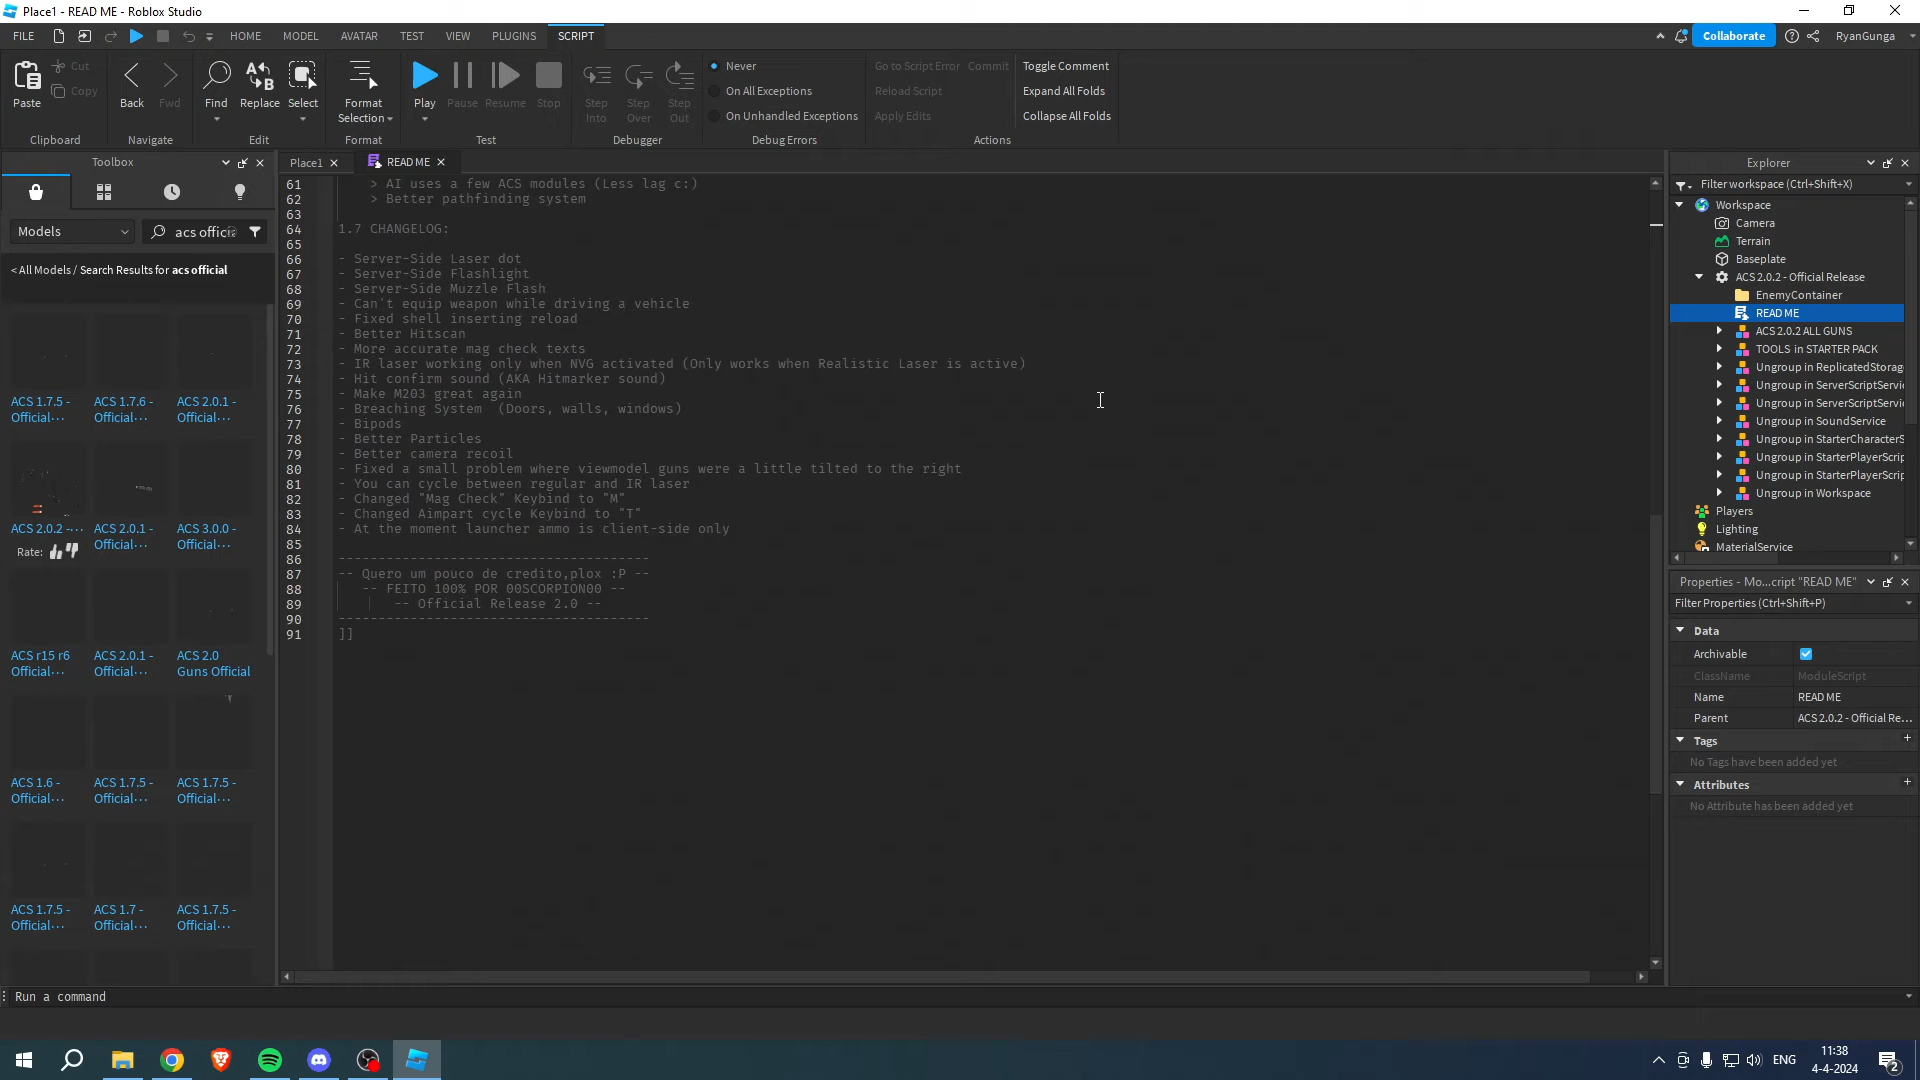 Place1 - READ ME - Roblox Studio
FILE
HOME
MODEL
AVATAR
TEST
VIEW
PLUGINS
SCRIPT
Collaborate
RyanGunga
Paste
Cut
Copy
Clipboard
Back
Fwd
Navigate
Find
Replace
Select
Edit
Format
Selection
Format
Play
Pause
Resume
Stop
Test
Step
Into
Step
Over
Step
Out
Debugger
Never
On All Exceptions
On Unhandled Exceptions
Debug Errors
Go to Script Error
Commit
Reload Script
Apply Edits
Toggle Comment
Expand All Folds
Collapse All Folds
Actions
Toolbox
Models
acs offici
< All Models / Search Results for acs official
ACS 1.7.5 -
Official···
ACS 1.7.6 -
Official···
ACS 2.0.1 -
Official···
ACS 2.0.2 -···
Rate:
ACS 2.0.1 -
Official···
ACS 3.0.0 -
Official···
ACS r15 r6
Official···
ACS 2.0.1 -
Official···
ACS 2.0
Guns Official
ACS 1.6 -
Official···
ACS 1.7.5 -
Official···
ACS 1.7.5 -
Official···
ACS 1.7.5 -
Official···
ACS 1.7 -
Official···
ACS 1.7.5 -
Official···
Place1
READ ME
61 > AI uses a few ACS modules (Less lag c:)
62 > Better pathfinding system
63
64 1.7 CHANGELOG:
65
66 - Server-Side Laser dot
67 - Server-Side Flashlight
68 - Server-Side Muzzle Flash
69 - Can´t equip weapon while driving a vehicle
70 - Fixed shell inserting reload
71 - Better Hitscan
72 - More accurate mag check texts
73 - IR laser working only when NVG activated (Only works when Realistic Laser is active)
74 - Hit confirm sound (AKA Hitmarker sound)
75 - Make M203 great again
76 - Breaching System  (Doors, walls, windows)
77 - Bipods
78 - Better Particles
79 - Better camera recoil
80 - Fixed a small problem where viewmodel guns were a little tilted to the right
81 - You can cycle between regular and IR laser
82 - Changed "Mag Check" Keybind to "M"
83 - Changed Aimpart cycle Keybind to "T"
84 - At the moment launcher ammo is client-side only
85
86 ---------------------------------------
87 -- Quero um pouco de credito,plox :P --
88 -- FEITO 100% POR 00SCORPION00 --
89 -- Official Release 2.0 --
90 ---------------------------------------
91 ]]
Explorer
Filter workspace (Ctrl+Shift+X)
Workspace
Camera
Terrain
Baseplate
ACS 2.0.2 - Official Release
EnemyContainer
READ ME
ACS 2.0.2 ALL GUNS
TOOLS in STARTER PACK
Ungroup in ReplicatedStorag
Ungroup in ServerScriptServi
Ungroup in ServerScriptServi
Ungroup in SoundService
Ungroup in StarterCharacterS
Ungroup in StarterPlayerScrip
Ungroup in StarterPlayerScrip
Ungroup in Workspace
Players
Lighting
MaterialService
Properties - Mo...cript "READ ME"
Filter Properties (Ctrl+Shift+P)
Data
Archivable
ClassName ModuleScript
Name READ ME
Parent ACS 2.0.2 - Official Re...
Tags
No Tags have been added yet
Attributes
No Attribute has been added yet
Run a command
ENG
11:38
4-4-2024
2